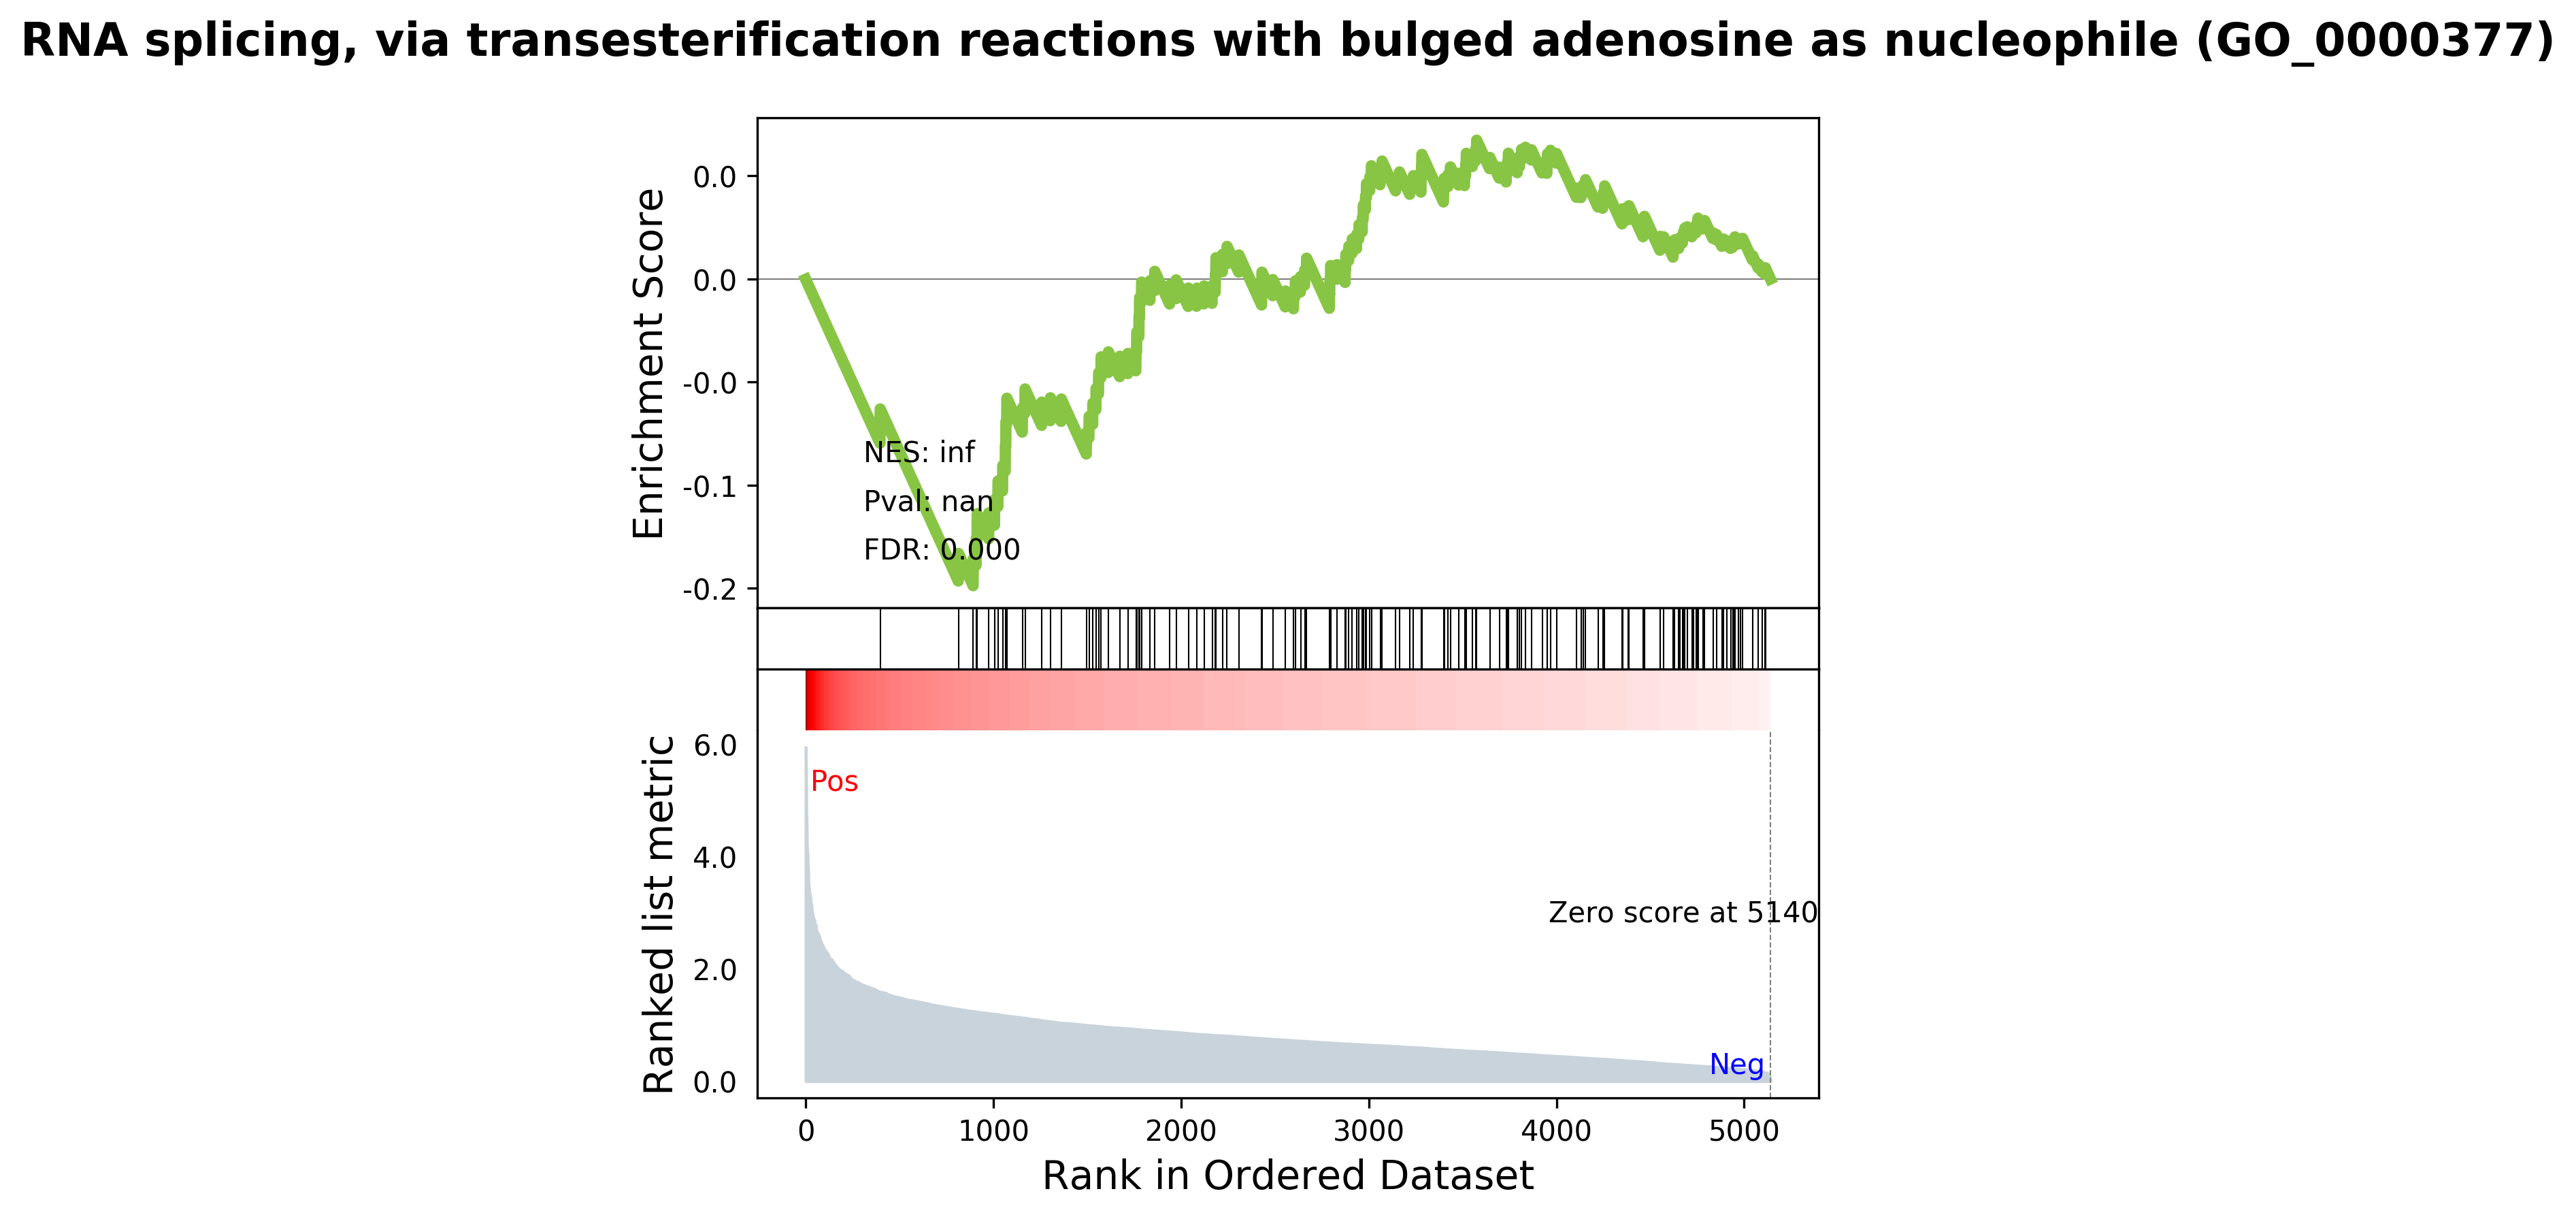 RNA splicing, via transesterification reactions with bulged adenosine as nucleophile (GO_0000377)
Enrichment Score
0.0
0.0
-0.0
-0.1
-0.2
NES: inf
Pval: nan
FDR: 0.000
Ranked list metric
6.0
4.0
2.0
0.0
Pos
Zero score at 5140
Neg
0 1000 2000 3000 4000 5000
Rank in Ordered Dataset